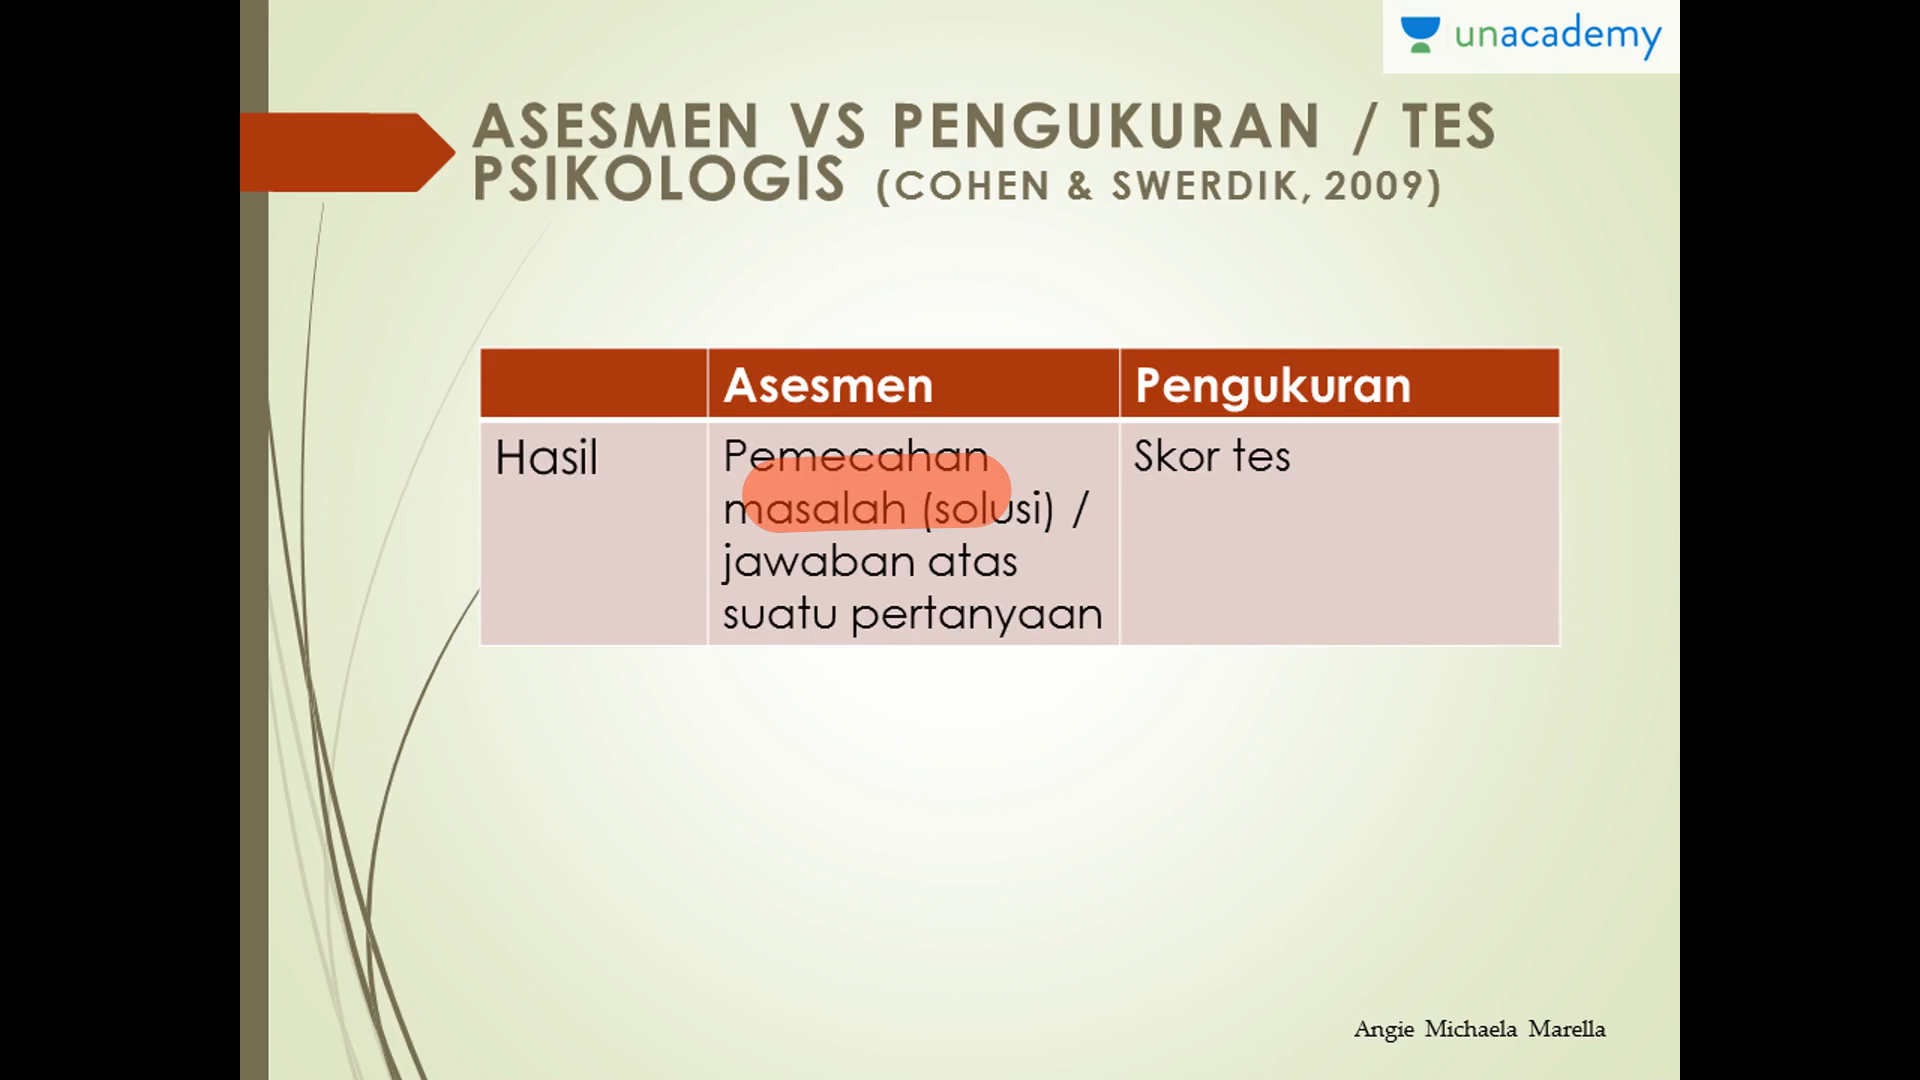 unacademy
ASESMEN VS PENGUKURAN / TES
PSIKOLOGIS (COHEN & SWERDIK, 2009)
Asesmen Pengukuran
Hasil Pemecahan Skor tes
masalah (solusi) /
jawaban atas
suatu pertanyaan
Angie Michaela Marella